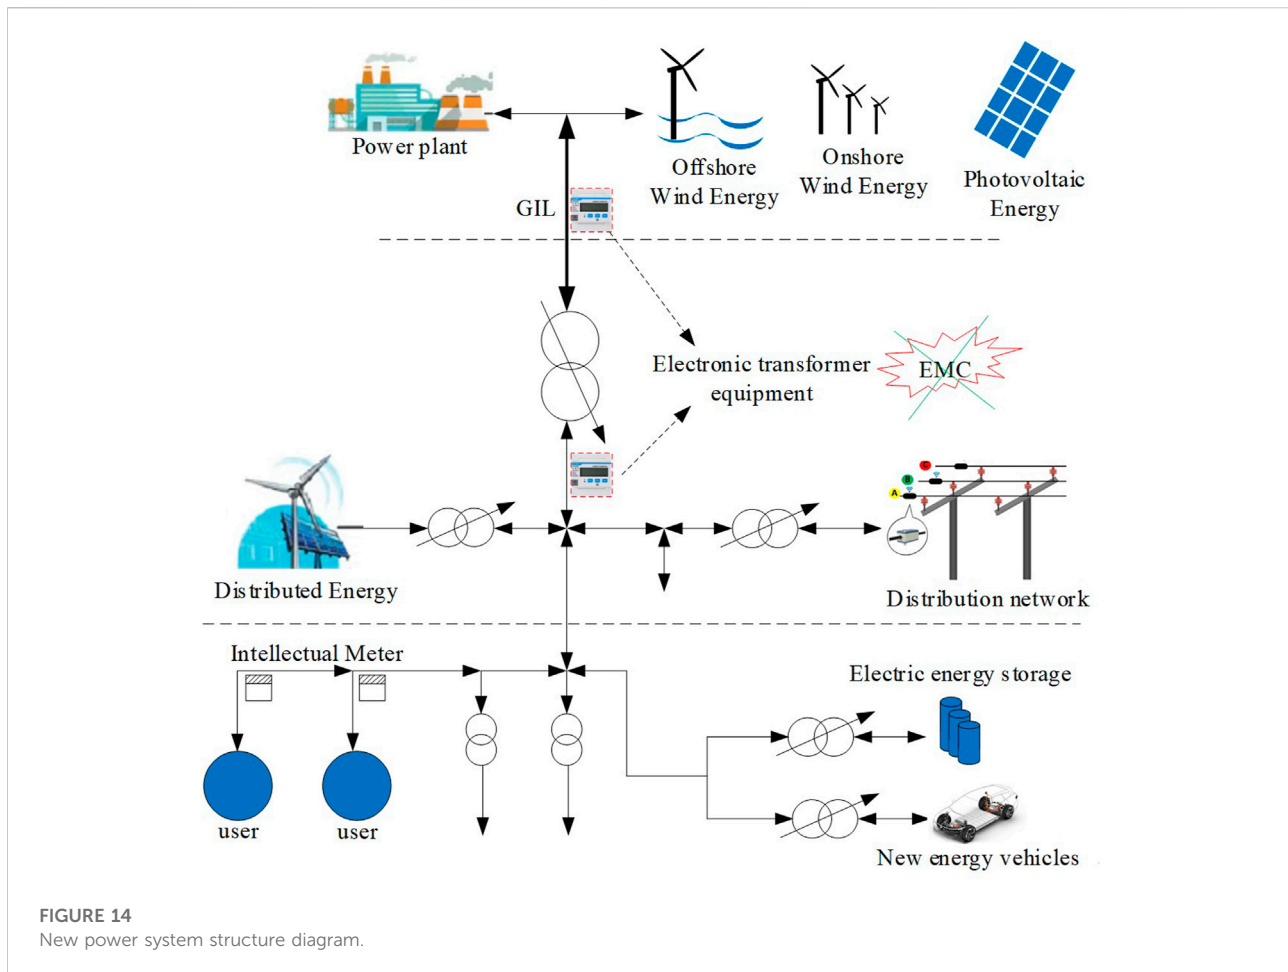 Power plant
Offshore
Wind Energy
Onshore
Wind Energy
Photovoltaic
Energy
GIL
Electronic transformer
equipment
EMC
C
B
A
Distributed Energy
Distribution network
Intellectual Meter
Electric energy storage
user
user
New energy vehicles
FIGURE 14
New power system structure diagram.